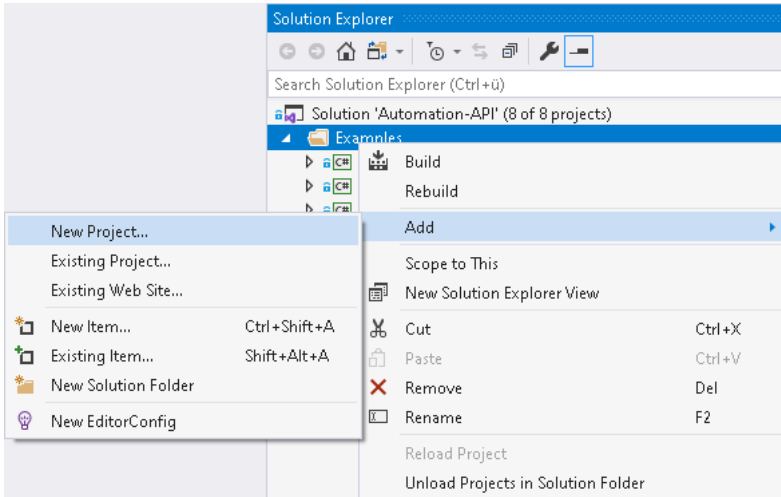 Solution Explorer
Search Solution Explorer (Ctrl+ü)
Solution 'Automation-API' (8 of 8 projects)
Examples
C#
C#
C#
Build
Rebuild
Add
Scope to This
New Solution Explorer View
Cut Ctrl+X
Paste Ctrl+V
Remove Del
Rename F2
Reload Project
Unload Projects in Solution Folder
New Project...
Existing Project...
Existing Web Site...
New Item... Ctrl+Shift+A
Existing Item... Shift+Alt+A
New Solution Folder
New EditorConfig